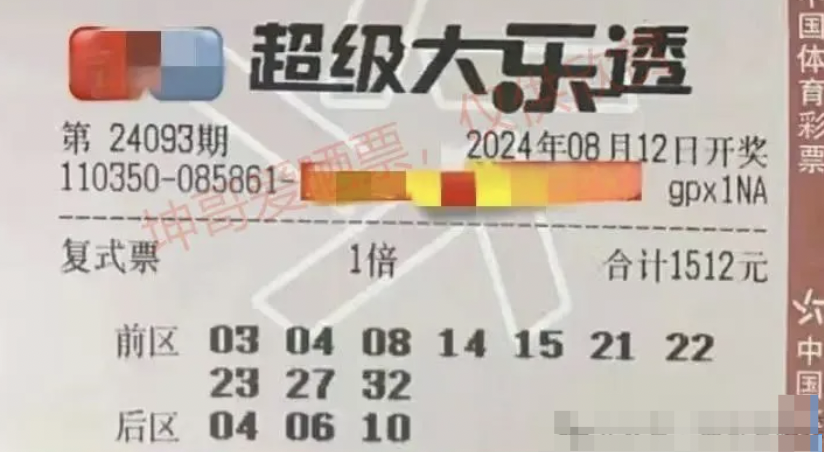 超级大乐透
第 24093期 2024年08月12日开奖
110350-085861- gpx1NA
复式票 1倍 合计1512元
前区 03 04 08 14 15 21 22
23 27 32
后区 04 06 10
坤哥爱晒票，仅供欣赏
中国体育彩票
中国